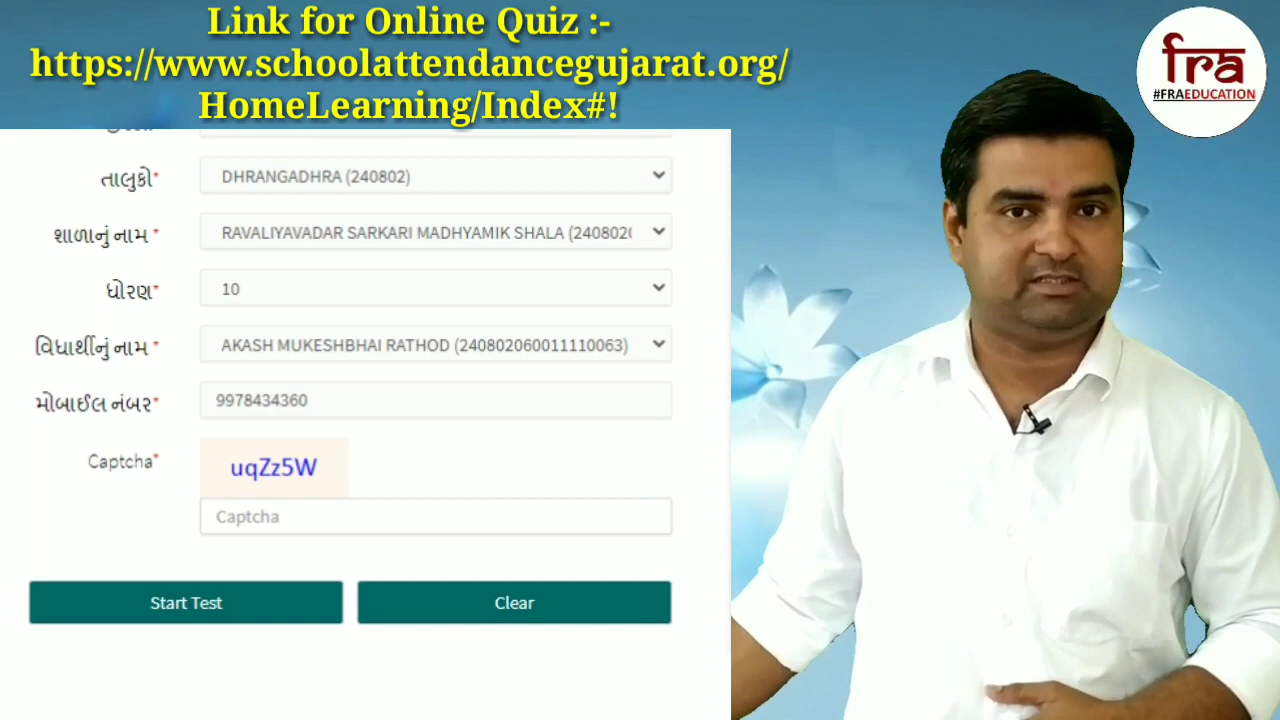 Link for Online Quiz :-
https://www.schoolattendancegujarat.org/
HomeLearning/Index#!
fra
#FRAEDUCATION
તાલુકો*
DHRANGADHRA (240802)
શાળાનું નામ *
RAVALIYAVADAR SARKARI MADHYAMIK SHALA (240802(
ધોરણ*
10
વિદ્યાર્થીનું નામ *
AKASH MUKESHBHAI RATHOD (240802060011110063)
મોબાઈલ નંબર*
9978434360
Captcha*
uqZz5W
Captcha
Start Test
Clear